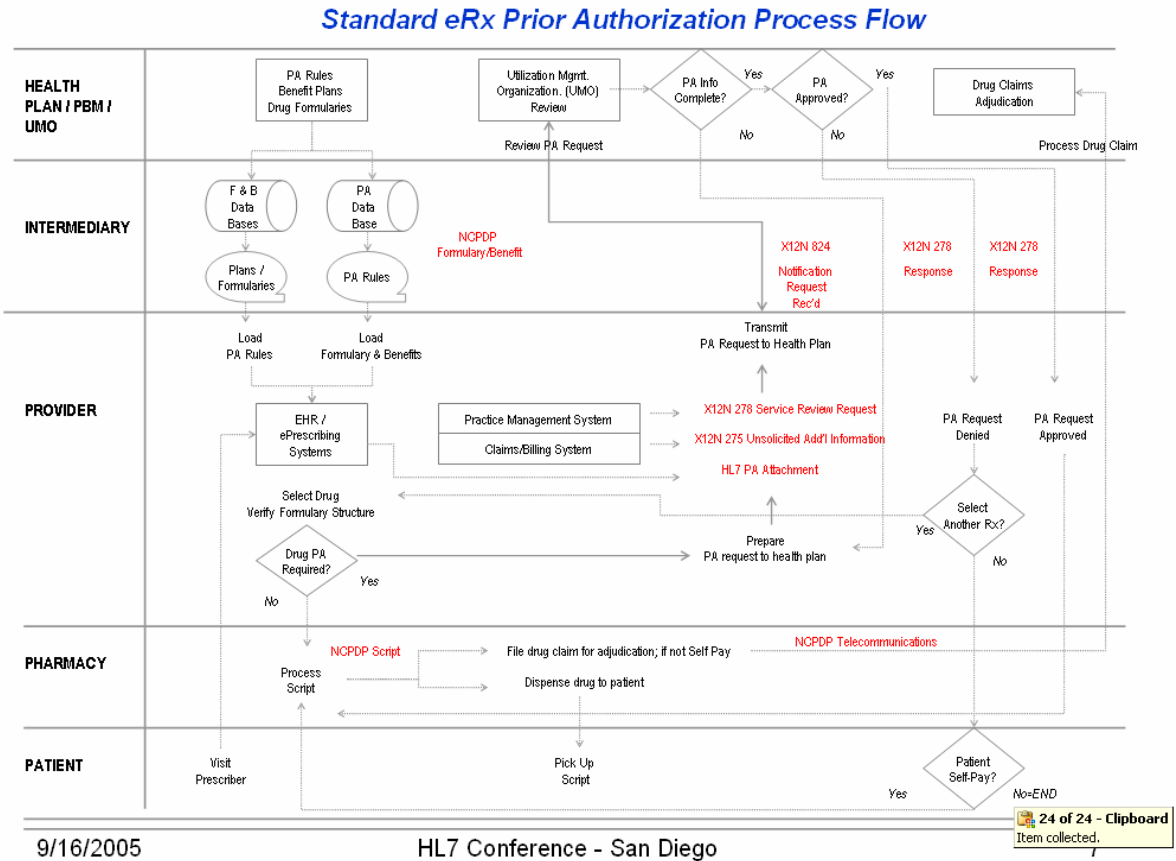 Standard eRx Prior Authorization Process Flow
HEALTH
PLAN / PBM /
UMO
PA Rules
Benefit Plans
Drug Formularies
Utilization Mgmt.
Organization. (UMO)
Review
PA Info
Complete?
Yes
PA
Approved?
Yes
Drug Claims
Adjudication
No
No
Review PA Request
Process Drug Claim
INTERMEDIARY
F & B
Data
Bases
PA
Data
Base
NCPDP
Formulary/Benefit
X12N 824
Notification
Request
Rec'd
X12N 278
Response
X12N 278
Response
Plans /
Formularies
PA Rules
PROVIDER
Load
PA Rules
Load
Formulary & Benefits
Transmit
PA Request to Health Plan
EHR /
ePrescribing
Systems
Practice Management System
Claims/Billing System
X12N 278 Service Review Request
X12N 275 Unsolicited Add'l Information
HL7 PA Attachment
PA Request
Denied
PA Request
Approved
Select Drug
Verify Formulary Structure
Select
Another Rx?
Yes
No
Drug PA
Required?
Yes
No
Prepare
PA request to health plan
PHARMACY
NCPDP Script
File drug claim for adjudication; if not Self Pay
NCPDP Telecommunications
Process
Script
Dispense drug to patient
PATIENT
Visit
Prescriber
Pick Up
Script
Patient
Self-Pay?
Yes
No=END
24 of 24 - Clipboard
Item collected.
9/16/2005
HL7 Conference - San Diego